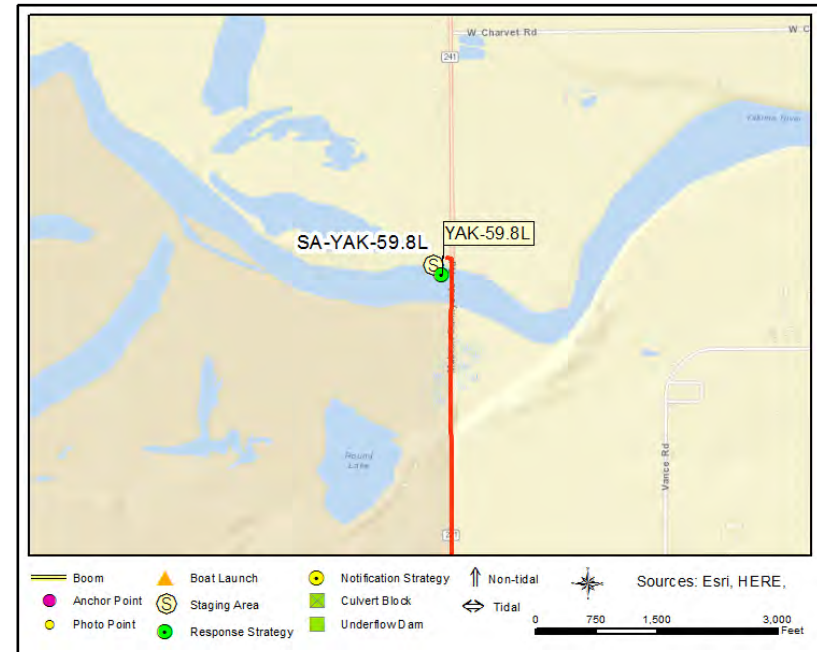 W Charvet Rd
W C
241
Yakima River
SA-YAK-59.8L
YAK-59.8L
Round
Lake
Vance Rd
Boom
Anchor Point
Photo Point
Boat Launch
Staging Area
Response Strategy
Notification Strategy
Culvert Block
Underflow Dam
Non-tidal
Tidal
Sources: Esri, HERE,
0 750 1,500 3,000
Feet
S
S